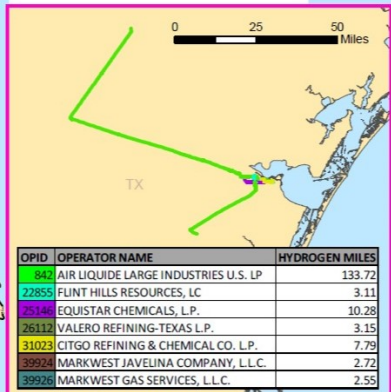 0 25 50
Miles
TX
OPID OPERATOR NAME HYDROGEN MILES
842 AIR LIQUIDE LARGE INDUSTRIES U.S. LP 133.72
22855 FLINT HILLS RESOURCES, LC 3.11
25146 EQUISTAR CHEMICALS, L.P. 10.28
26112 VALERO REFINING-TEXAS L.P. 3.15
31023 CITGO REFINING & CHEMICAL CO. L.P. 7.79
39924 MARKWEST JAVELINA COMPANY, L.L.C. 2.72
39926 MARKWEST GAS SERVICES, L.L.C. 2.55